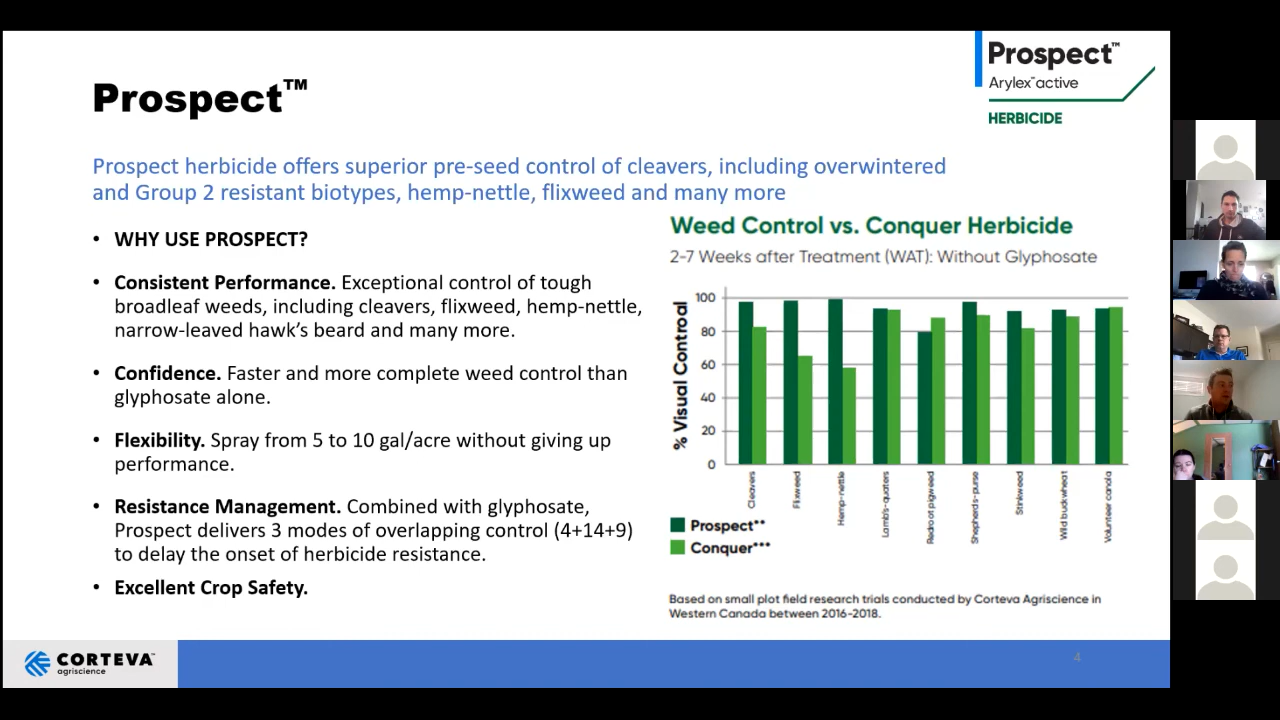 Prospect™
Arylex™active
HERBICIDE
Prospect™
Prospect herbicide offers superior pre-seed control of cleavers, including overwintered
and Group 2 resistant biotypes, hemp-nettle, flixweed and many more
• WHY USE PROSPECT?
• Consistent Performance. Exceptional control of tough
broadleaf weeds, including cleavers, flixweed, hemp-nettle,
narrow-leaved hawk's beard and many more.
• Confidence. Faster and more complete weed control than
glyphosate alone.
• Flexibility. Spray from 5 to 10 gal/acre without giving up
performance.
• Resistance Management. Combined with glyphosate,
Prospect delivers 3 modes of overlapping control (4+14+9)
to delay the onset of herbicide resistance.
• Excellent Crop Safety.
Weed Control vs. Conquer Herbicide
2-7 Weeks after Treatment (WAT): Without Glyphosate
% Visual Controal
100
80
60
40
20
0
Cleavers
Flixweed
Hemp-nettle
Lamb's-quaters
Redroot pigweed
Shepherds-purse
Stinkweed
Wild buckwheat
Volunteer canola
Prospect**
Conquer***
Based on small plot field research trials conducted by Corteva Agriscience in
Western Canada between 2016-2018.
CORTEVA™
agriscience
4